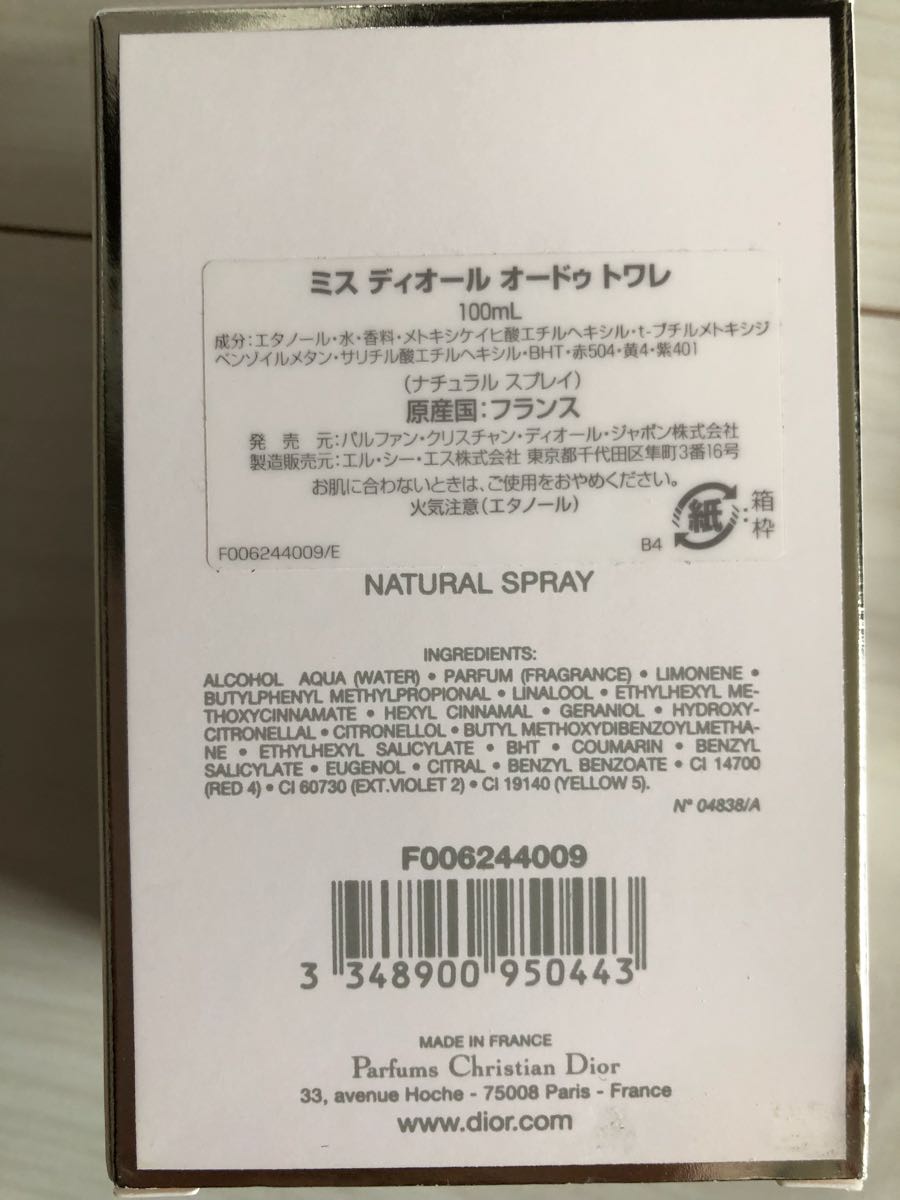 ミス ディオール オードゥ トワレ
100mL
成分：エタノール・水・香料・メトキシケイヒ酸エチルヘキシル・t-ブチルメトキシジ
ベンゾイルメタン・サリチル酸エチルヘキシル・BHT・赤504・黄4・紫401
（ナチュラル スプレイ）
原産国：フランス
発 売 元：パルファン・クリスチャン・ディオール・ジャポン株式会社
製造販売元：エル・シー・エス株式会社 東京都千代田区隼町3番16号
お肌に合わないときは、ご使用をおやめください。
火気注意（エタノール）
F006244009/E
B4
紙
：箱
：枠
NATURAL SPRAY
INGREDIENTS:
ALCOHOL AQUA (WATER) • PARFUM (FRAGRANCE) • LIMONENE •
BUTYLPHENYL METHYLPROPIONAL • LINALOOL • ETHYLHEXYL ME-
THOXYCINNAMATE • HEXYL CINNAMAL • GERANIOL • HYDROXY-
CITRONELLAL • CITRONELLOL • BUTYL METHOXYDIBENZOYLMETHA-
NE • ETHYLHEXYL SALICYLATE • BHT • COUMARIN • BENZYL
SALICYLATE • EUGENOL • CITRAL • BENZYL BENZOATE • CI 14700
(RED 4) • CI 60730 (EXT.VIOLET 2) • CI 19140 (YELLOW 5).
N° 04838/A
F006244009
3 348900 950443
MADE IN FRANCE
Parfums Christian Dior
33, avenue Hoche - 75008 Paris - France
www.dior.com